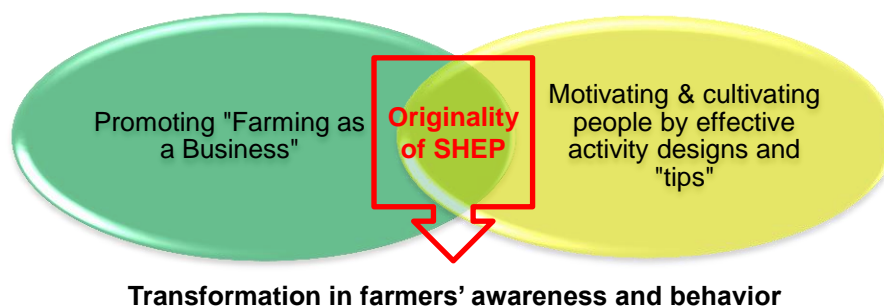 Promoting "Farming as
a Business"
Originality
of SHEP
Motivating & cultivating
people by effective
activity designs and
"tips"
Transformation in farmers’ awareness and behavior